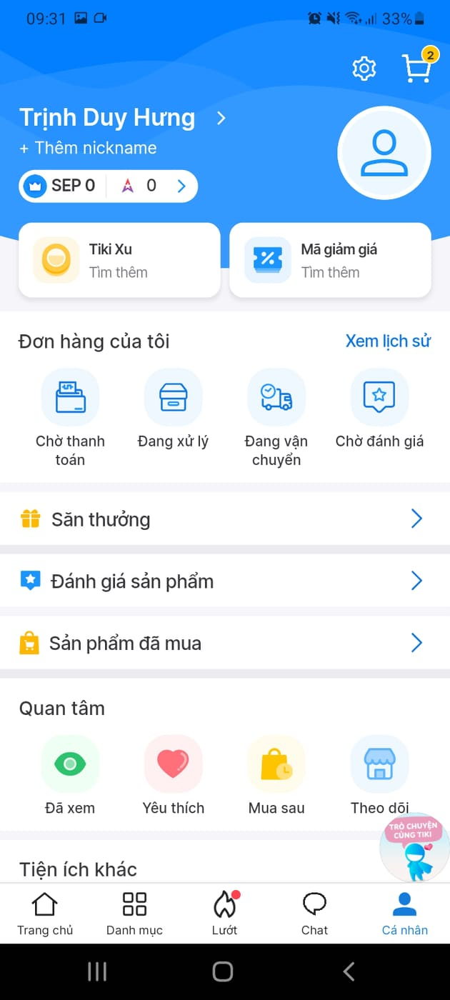 09:31
33%
2
Trịnh Duy Hưng
+ Thêm nickname
SEP 0
0
Tiki Xu
Tìm thêm
Mã giảm giá
Tìm thêm
Đơn hàng của tôi
Xem lịch sử
Chờ thanh toán
Đang xử lý
Đang vận chuyển
Chờ đánh giá
Săn thưởng
Đánh giá sản phẩm
Sản phẩm đã mua
Quan tâm
Đã xem
Yêu thích
Mua sau
Theo dõi
TRÒ CHUYỆN
CÙNG TIKI
Tiện ích khác
Trang chủ
Danh mục
Lướt
Chat
Cá nhân